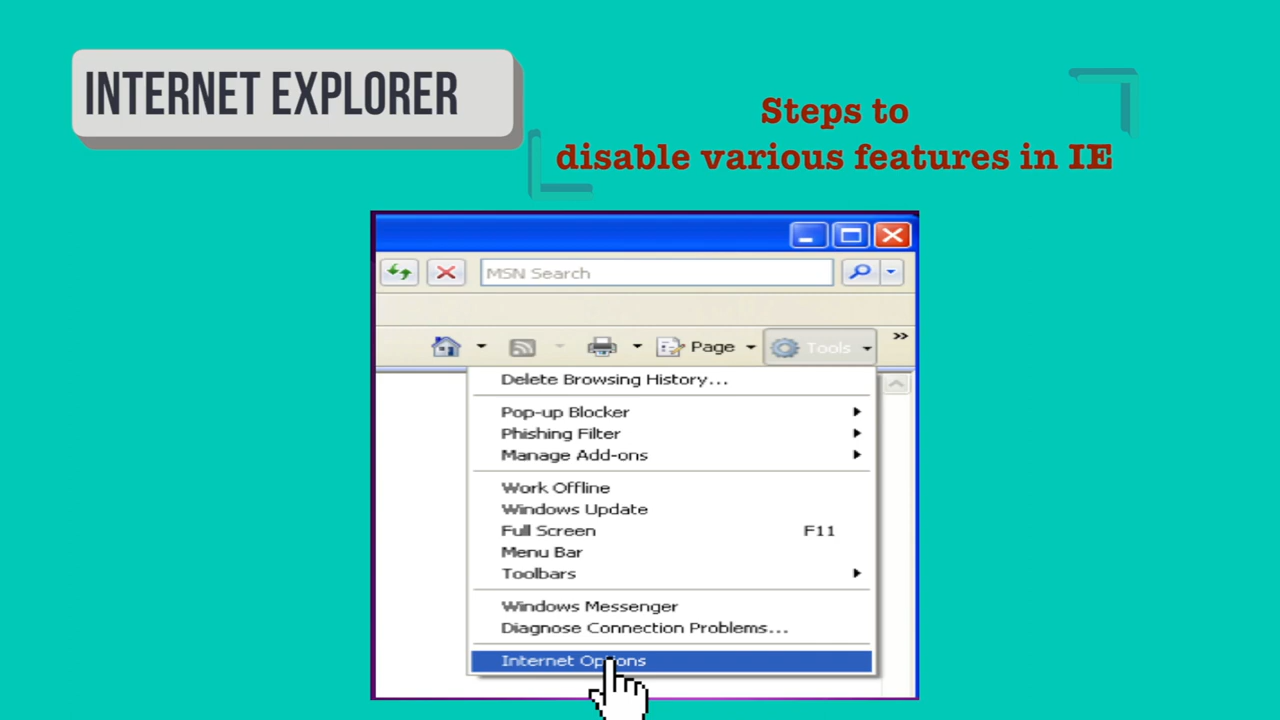 INTERNET EXPLORER
Steps to
disable various features in IE
MSN Search
Page
Tools
Delete Browsing History...
Pop-up Blocker
Phishing Filter
Manage Add-ons
Work Offline
Windows Update
Full Screen F11
Menu Bar
Toolbars
Windows Messenger
Diagnose Connection Problems...
Internet Options